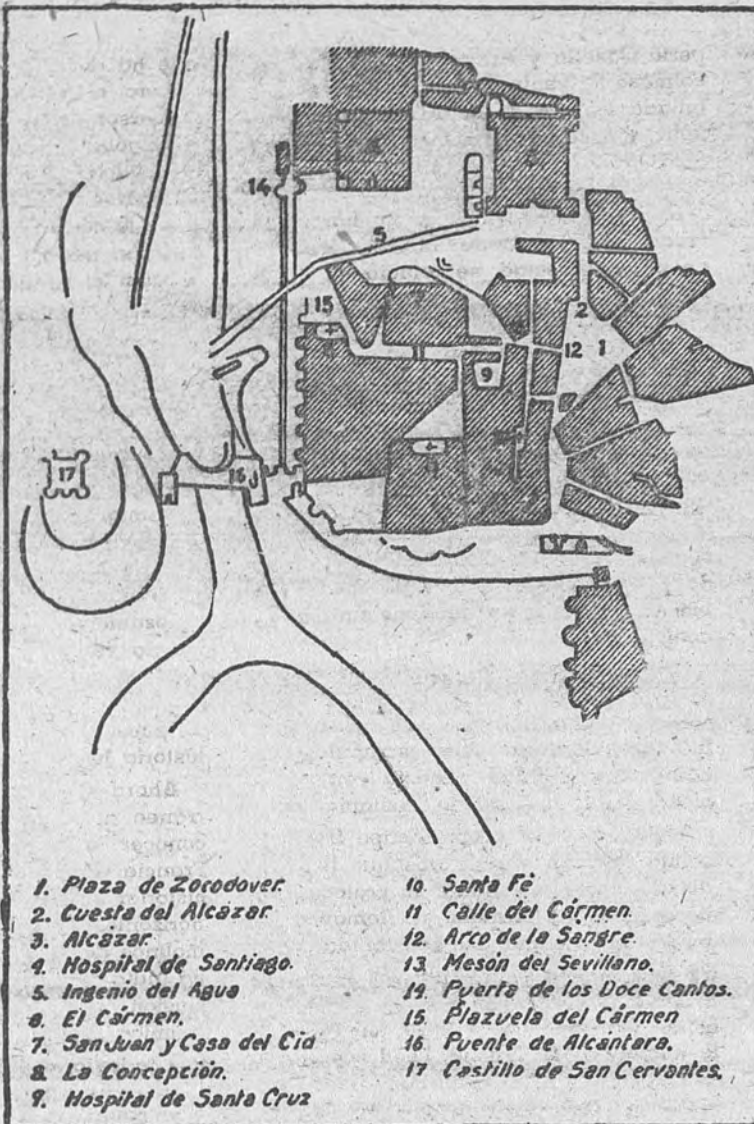 14
5
15
2
12
1
9
17
16
1. Plaza de Zocodover.
2. Cuesta del Alcázar.
3. Alcázar.
4. Hospital de Santiago.
5. Ingenio del Agua
6. El Cármen.
7. San Juan y Casa del Cid
8. La Concepción.
9. Hospital de Santa Cruz
10. Santa Fè
11. Calle del Cármen.
12. Arco de la Sangre.
13. Mesón del Sevillano.
14. Puerta de los Doce Cantos.
15. Plazuela del Cármen
16. Puente de Alcántara.
17. Castillo de San Cervantes.